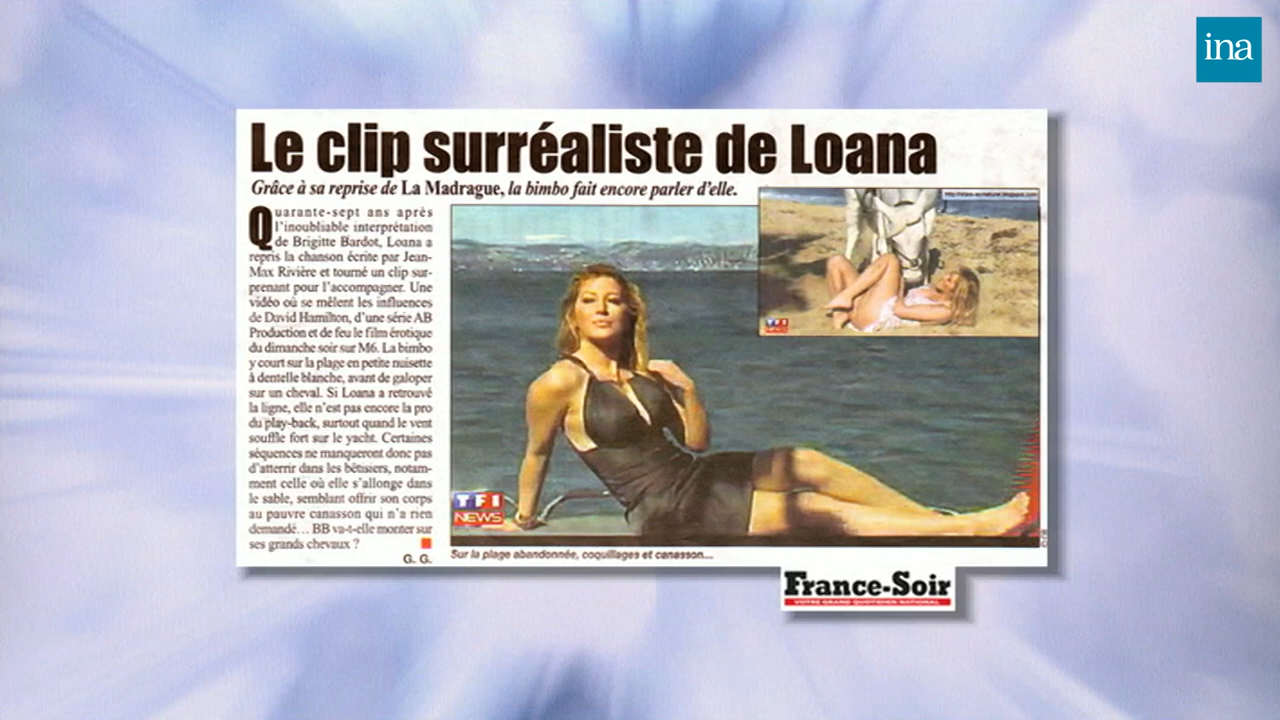 ina
Le clip surréaliste de Loana
Grâce à sa reprise de La Madrague, la bimbo fait encore parler d'elle.
Quarante-sept ans après
l'inoubliable interprétation
de Brigitte Bardot, Loana a
repris la chanson écrite par Jean-
Max Rivière et tourné un clip sur-
prenant pour l'accompagner. Une
vidéo où se mêlent les influences
de David Hamilton, d'une série AB
Production et de feu le film érotique
du dimanche soir sur M6. La bimbo
y court sur la plage en petite nuisette
à dentelle blanche, avant de galoper
sur un cheval. Si Loana a retrouvé
la ligne, elle n'est pas encore la pro
du play-back, surtout quand le vent
souffle fort sur le yacht. Certaines
séquences ne manqueront donc pas
d'atterrir dans les bêtisiers, notam-
ment celle où elle s'allonge dans
le sable, semblant offrir son corps
au pauvre canasson qui n'a rien
demandé... BB va-t-elle monter sur
ses grands chevaux ?
G. G.
TF1
NEWS
TF1
NEWS
Sur la plage abandonnée, coquillages et canasson...
France-Soir
VOTRE GRAND QUOTIDIEN NATIONAL